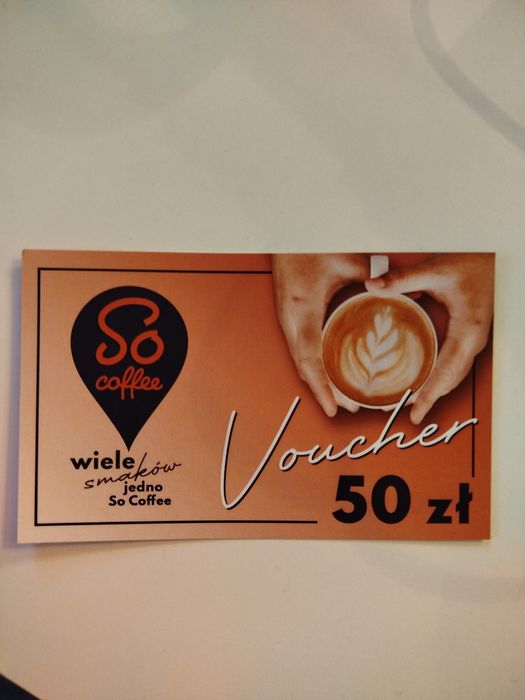 So
coffee
wiele
smaków
jedno
So Coffee
Voucher
50 zł